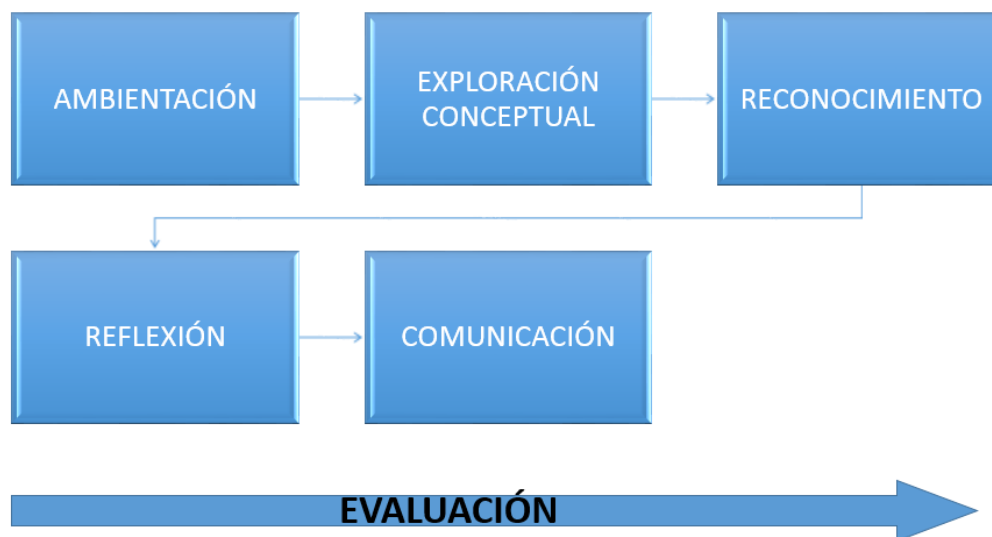 AMBIENTACIÓN
EXPLORACIÓN
CONCEPTUAL
RECONOCIMIENTO
REFLEXIÓN
COMUNICACIÓN
EVALUACIÓN